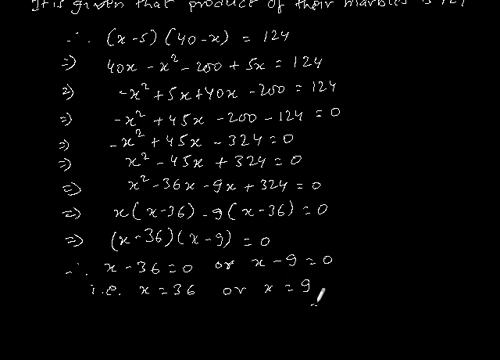 It is given that product of their marbles is 124
∴ (x-5)(40-x) = 124
⇒ 40x - x² - 200 + 5x = 124
⇒ -x² + 5x + 40x - 200 = 124
⇒ -x² + 45x - 200 - 124 = 0
⇒ -x² + 45x - 324 = 0
⇒ x² - 45x + 324 = 0
⇒ x² - 36x - 9x + 324 = 0
⇒ x(x-36) - 9(x-36) = 0
⇒ (x-36)(x-9) = 0
∴ x - 36 = 0 or x - 9 = 0
i.e. x = 36 or x = 9